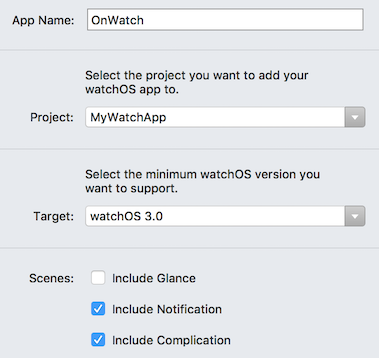 App Name: OnWatch
Select the project you want to add your
watchOS app to.
Project: MyWatchApp
Select the minimum watchOS version you
want to support.
Target: watchOS 3.0
Scenes: Include Glance
Include Notification
Include Complication